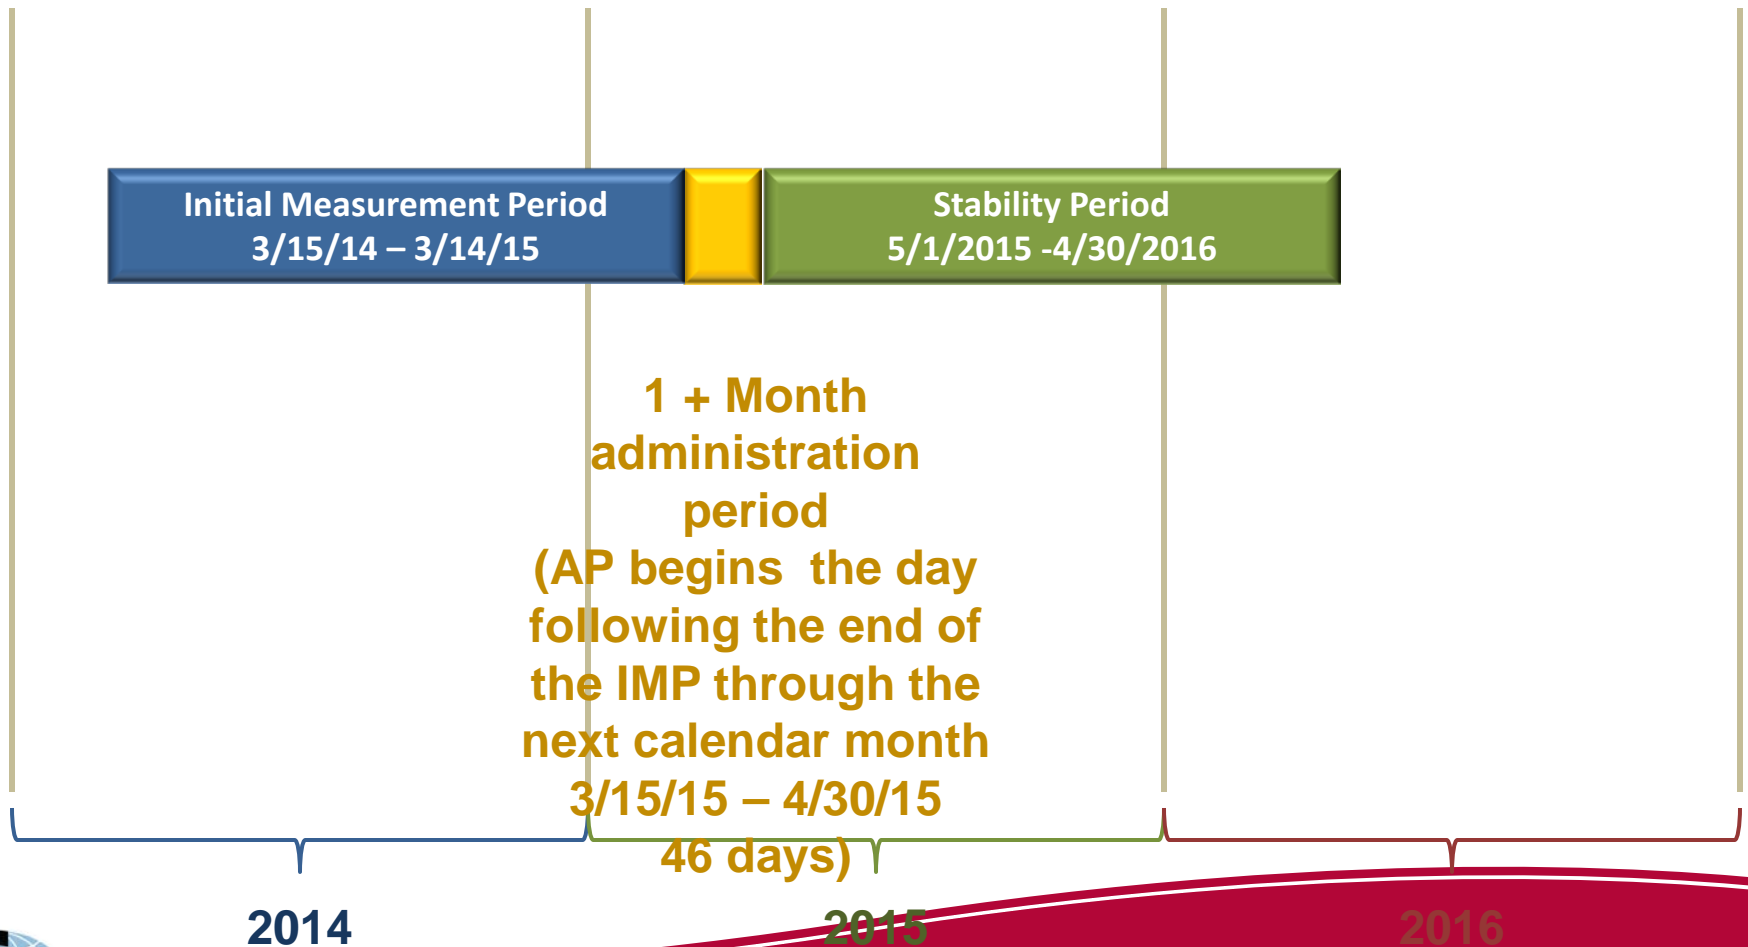 Initial Measurement Period
3/15/14 – 3/14/15
Stability Period
5/1/2015 -4/30/2016
1 + Month
administration
period
(AP begins  the day
following the end of
the IMP through the
next calendar month
3/15/15 – 4/30/15
46 days)
2014
2015
2016